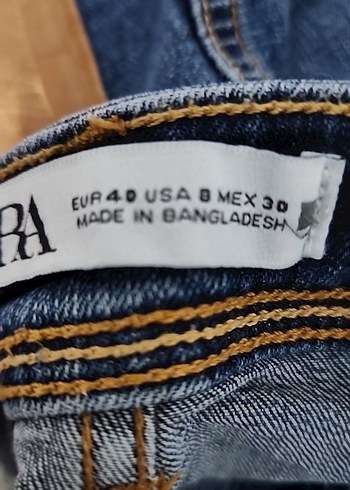 RA
EUR 40 USA 8 MEX 30
MADE IN BANGLADESH